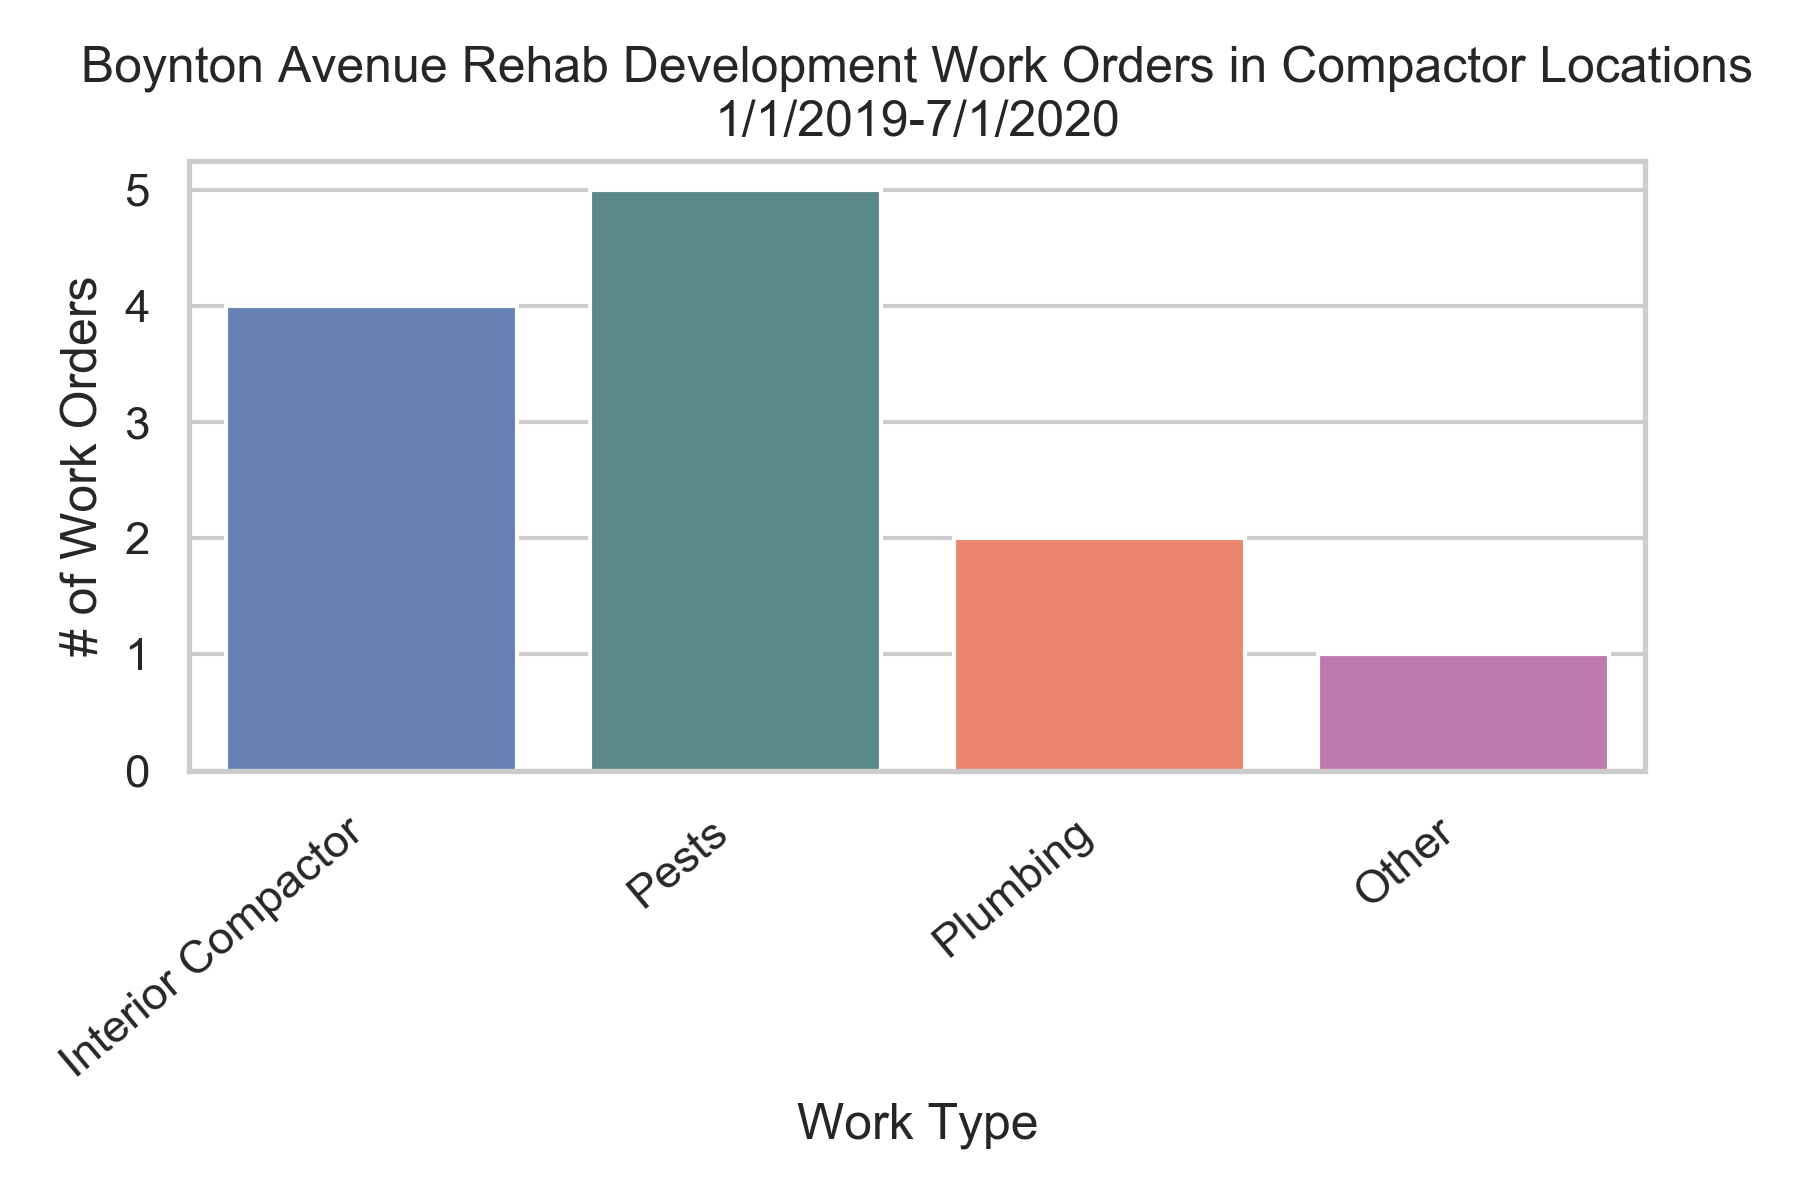 Boynton Avenue Rehab Development Work Orders in Compactor Locations
1/1/2019-7/1/2020
# of Work Orders
5
4
3
2
1
0
Interior Compactor
Pests
Plumbing
Other
Work Type